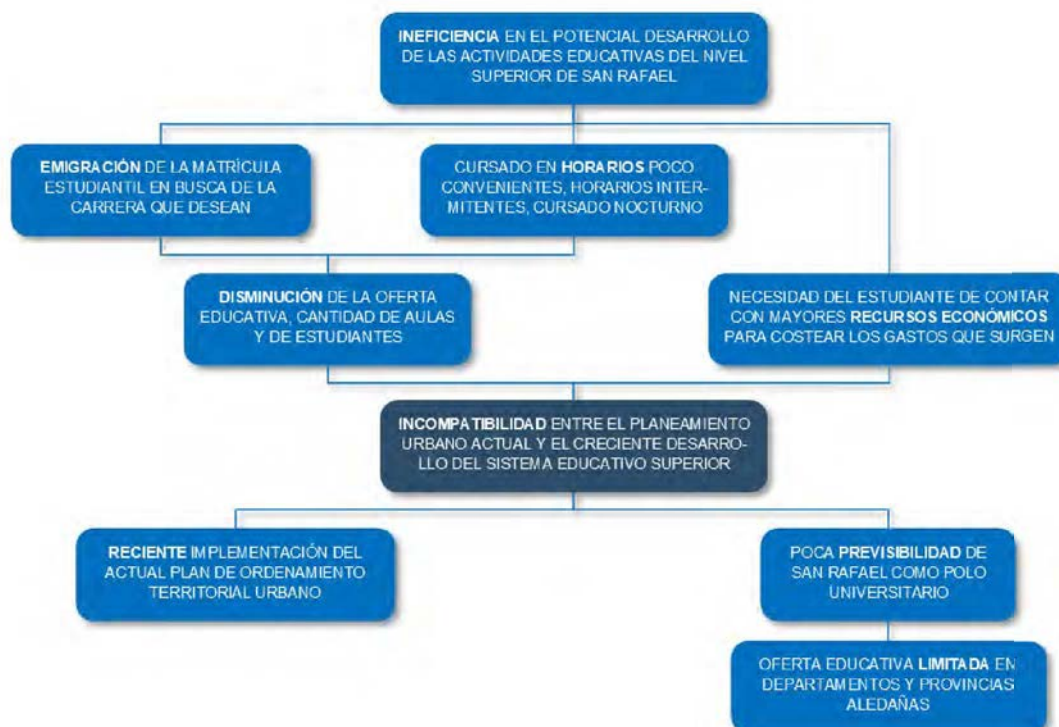 INEFICIENCIA EN EL POTENCIAL DESARROLLO
DE LAS ACTIVIDADES EDUCATIVAS DEL NIVEL
SUPERIOR DE SAN RAFAEL
EMIGRACIÓN DE LA MATRÍCULA
ESTUDIANTIL EN BUSCA DE LA
CARRERA QUE DESEAN
CURSADO EN HORARIOS POCO
CONVENIENTES, HORARIOS INTER-
MITENTES, CURSADO NOCTURNO
DISMINUCIÓN DE LA OFERTA
EDUCATIVA, CANTIDAD DE AULAS
Y DE ESTUDIANTES
NECESIDAD DEL ESTUDIANTE DE CONTAR
CON MAYORES RECURSOS ECONÓMICOS
PARA COSTEAR LOS GASTOS QUE SURGEN
INCOMPATIBILIDAD ENTRE EL PLANEAMIENTO
URBANO ACTUAL Y EL CRECIENTE DESARRO-
LLO DEL SISTEMA EDUCATIVO SUPERIOR
RECIENTE IMPLEMENTACIÓN DEL
ACTUAL PLAN DE ORDENAMIENTO
TERRITORIAL URBANO
POCA PREVISIBILIDAD DE
SAN RAFAEL COMO POLO
UNIVERSITARIO
OFERTA EDUCATIVA LIMITADA EN
DEPARTAMENTOS Y PROVINCIAS
ALEDAÑAS